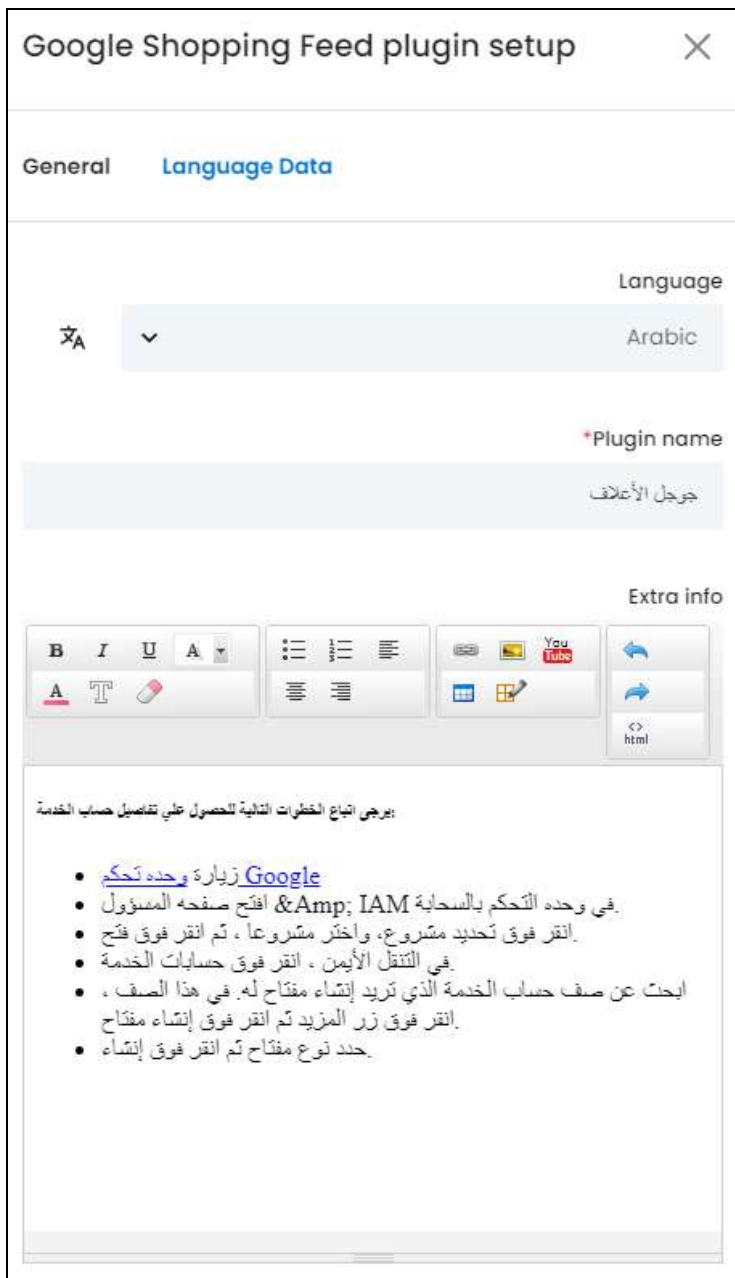 Google Shopping Feed plugin setup
General Language Data
Language
Arabic
*Plugin name
جوجل الأعلاف
Extra info
B I U A
You Tube
A T
<> html
يرجى اتباع الخطوات التالية للحصول علي تفاصيل حساب الخدمة:
زيارة وحده تحكم Google
افتح صفحه المسؤول &Amp; IAM في وحده التحكم بالسحابة.
انقر فوق تحديد مشروع، واختر مشروعا ، ثم انقر فوق فتح.
في التنقل الأيمن ، انقر فوق حسابات الخدمة.
ابحث عن صف حساب الخدمة الذي تريد إنشاء مفتاح له. في هذا الصف ،
انقر فوق زر المزيد ثم انقر فوق إنشاء مفتاح.
حدد نوع مفتاح ثم انقر فوق إنشاء.